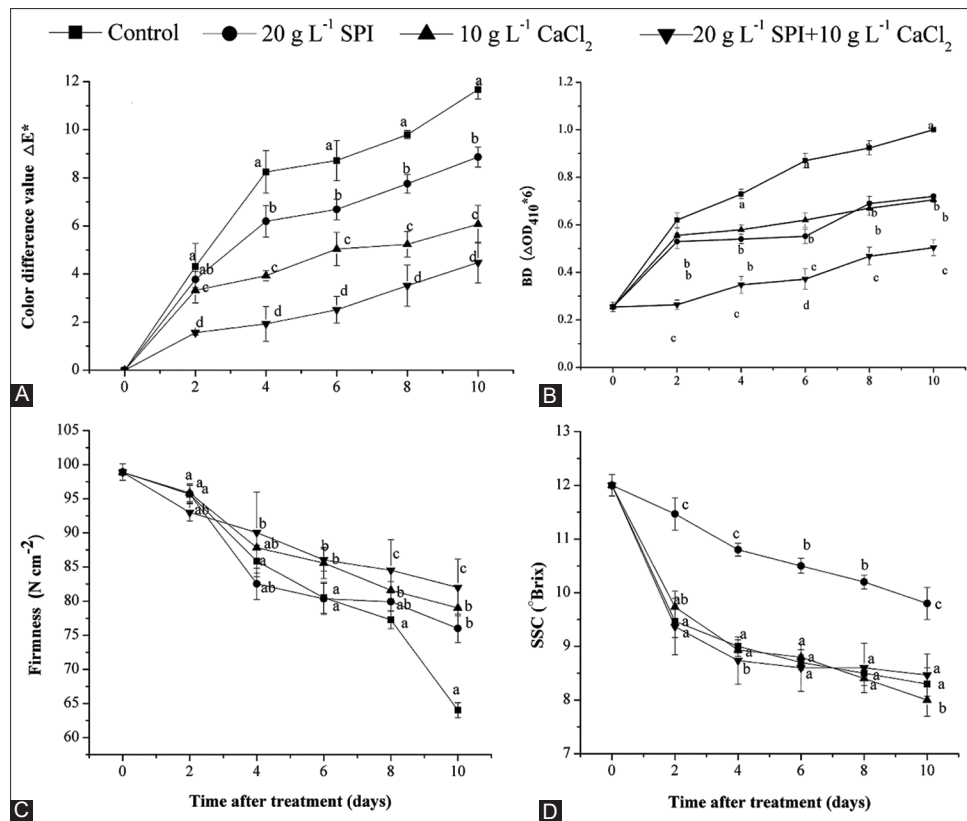 Control 20 g L-1 SPI 10 g L-1 CaCl2 20 g L-1 SPI+10 g L-1 CaCl2
Color difference value ΔE*
12
10
8
6
4
2
0
0 2 4 6 8 10
a a a a a
ab b b b b
c c c c c
d d d d d
A
BD (ΔOD410*6)
1.2
1.0
0.8
0.6
0.4
0.2
0.0
0 2 4 6 8 10
a a a
b b b b b
b b b b
c c c c c
d
B
Firmness (N cm-2)
105
100
95
90
85
80
75
70
65
60
0 2 4 6 8 10
a a a ab
b ab a ab
b b a a
c b ab a
c b b a
Time after treatment (days)
C
SSC (°Brix)
13
12
11
10
9
8
7
0 2 4 6 8 10
c c b b c
ab a a
a a b
a a a
a a a
a a b
Time after treatment (days)
D